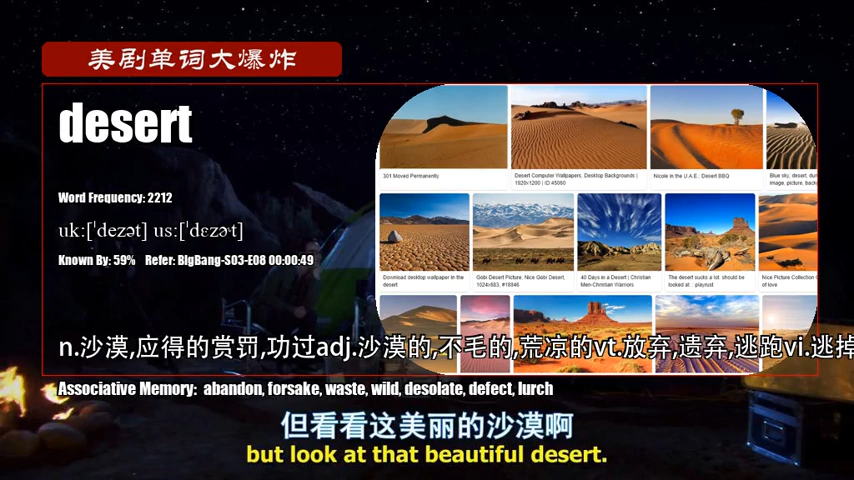 美剧单词大爆炸
desert
Word Frequency: 2212
uk:[ˈdezət] us:[ˈdɛzɚt]
Known By: 59% Refer: BigBang-S03-E08 00:00:49
301 Moved Permanently
Desert Computer Wallpapers, Desktop Backgrounds | 1920x1200 | ID:45060
Nicole in the U.A.E.: Desert BBQ
Blue sky, desert, dun
image, picture, back
Download desktop wallpaper In the desert
Gobi Desert Picture, Nice Gobi Desert, 1024x683, #18846
40 Days in a Desert | Christian Men-Christian Warriors
The desert sucks a lot. should be looked at. : playrust
Nice Picture Collection
of love
n.沙漠,应得的赏罚,功过adj.沙漠的,不毛的,荒凉的vt.放弃,遗弃,逃跑vi.逃掉
Associative Memory: abandon, forsake, waste, wild, desolate, defect, lurch
但看看这美丽的沙漠啊
but look at that beautiful desert.